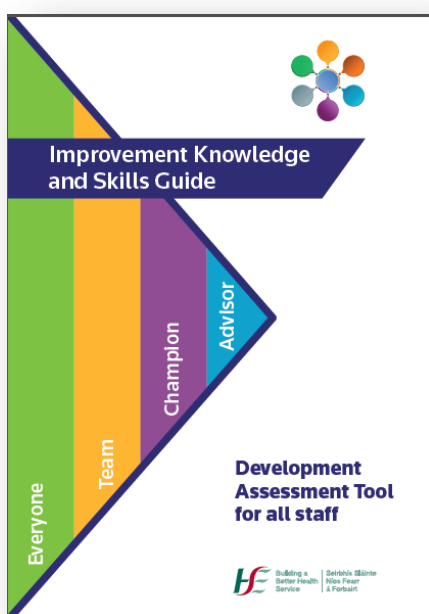 Improvement Knowledge
and Skills Guide
Everyone
Team
Champion
Advisor
Development
Assessment Tool
for all staff
Building a
Better Health
Service
Seirbhís Sláinte
Níos Fearr
á Forbairt